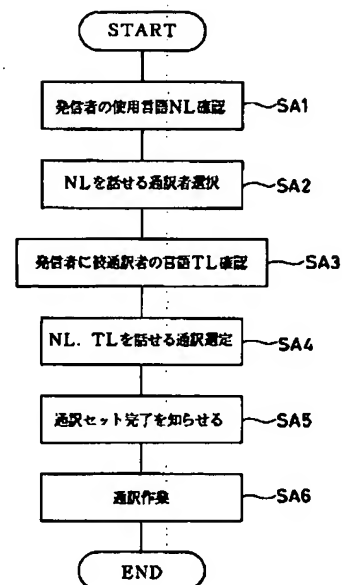 START
発信者の使用言語NL確認
SA1
NLを話せる通訳者選択
SA2
発信者に被通訳者の言語TL確認
SA3
NL. TLを話せる通訳選定
SA4
通訳セット完了を知らせる
SA5
通訳作業
SA6
END